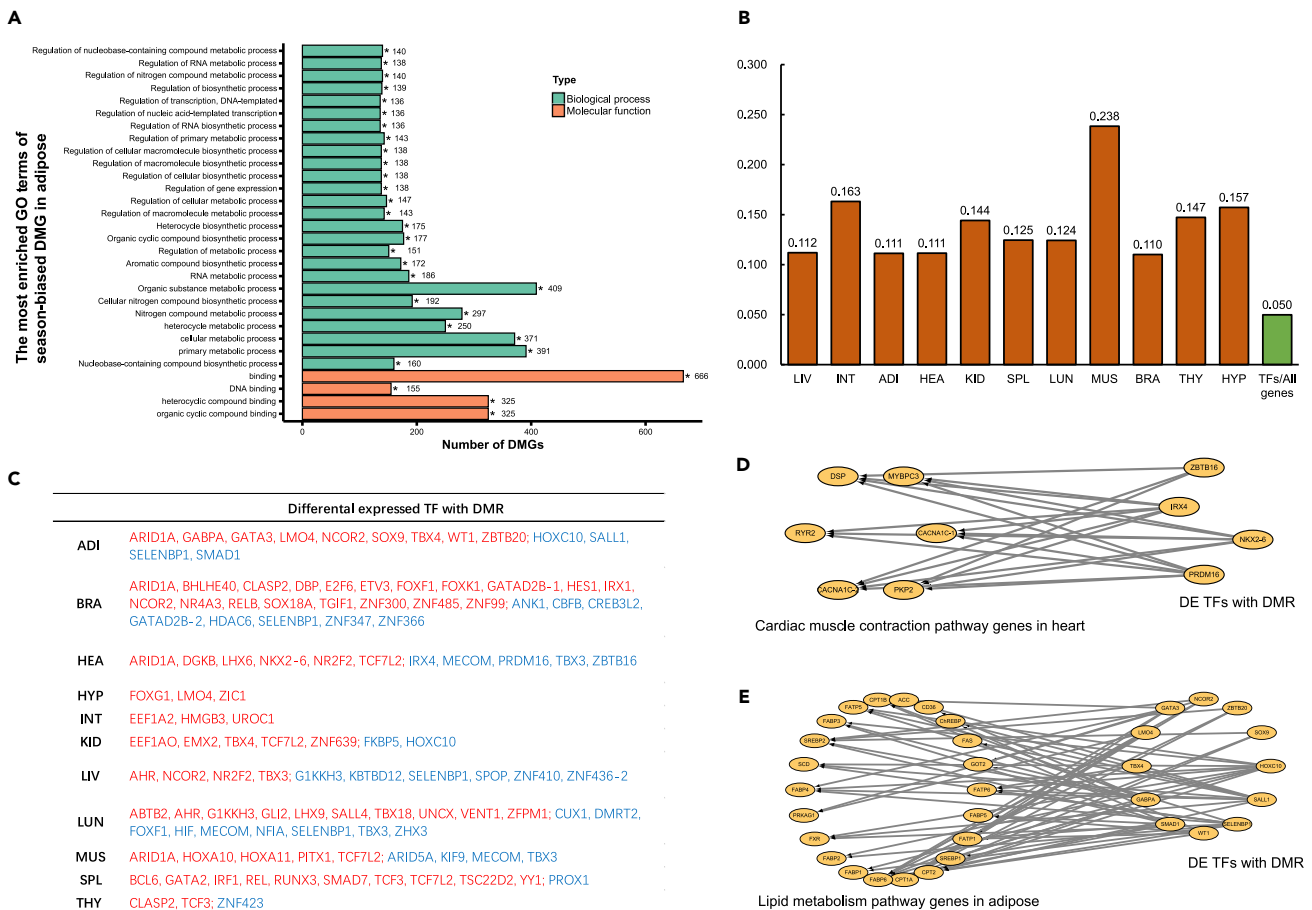 A
The most enriched GO terms of
season-biased DMG in adipose
Regulation of nucleobase-containing compound metabolic process * 140
Regulation of RNA metabolic process * 138
Regulation of nitrogen compound metabolic process * 140
Regulation of biosynthetic process * 139
Regulation of transcription, DNA-templated * 136
Regulation of nucleic acid-templated transcription * 136
Regulation of RNA biosynthetic process * 136
Regulation of primary metabolic process * 143
Regulation of cellular macromolecule biosynthetic process * 138
Regulation of macromolecule biosynthetic process * 138
Regulation of cellular biosynthetic process * 138
Regulation of gene expression * 138
Regulation of cellular metabolic process * 147
Regulation of macromolecule metabolic process * 143
Heterocycle biosynthetic process * 175
Organic cyclic compound biosynthetic process * 177
Regulation of metabolic process * 151
Aromatic compound biosynthetic process * 172
RNA metabolic process * 186
Organic substance metabolic process * 409
Cellular nitrogen compound biosynthetic process * 192
Nitrogen compound metabolic process * 297
heterocycle metabolic process * 250
cellular metabolic process * 371
primary metabolic process * 391
Nucleobase-containing compound biosynthetic process * 160
binding * 666
DNA binding * 155
heterocyclic compound binding * 325
organic cyclic compound binding * 325
0 200 400 600
Number of DMGs
Type
Biological process
Molecular function
B
0.300
0.250
0.200
0.150
0.100
0.050
0.000
0.112 0.163 0.111 0.111 0.144 0.125 0.124 0.238 0.110 0.147 0.157 0.050
LIV INT ADI HEA KID SPL LUN MUS BRA THY HYP TFs/All
genes
C
Differental expressed TF with DMR
ADI ARID1A, GABPA, GATA3, LMO4, NCOR2, SOX9, TBX4, WT1, ZBTB20; HOXC10, SALL1,
SELENBP1, SMAD1
BRA ARID1A, BHLHE40, CLASP2, DBP, E2F6, ETV3, FOXF1, FOXK1, GATAD2B-1, HES1, IRX1,
NCOR2, NR4A3, RELB, SOX18A, TGIF1, ZNF300, ZNF485, ZNF99; ANK1, CBFB, CREB3L2,
GATAD2B-2, HDAC6, SELENBP1, ZNF347, ZNF366
HEA ARID1A, DGKB, LHX6, NKX2-6, NR2F2, TCF7L2; IRX4, MECOM, PRDM16, TBX3, ZBTB16
HYP FOXG1, LMO4, ZIC1
INT EEF1A2, HMGB3, UROC1
KID EEF1AO, EMX2, TBX4, TCF7L2, ZNF639; FKBP5, HOXC10
LIV AHR, NCOR2, NR2F2, TBX3; G1KKH3, KBTBD12, SELENBP1, SPOP, ZNF410, ZNF436-2
LUN ABTB2, AHR, G1KKH3, GLI2, LHX9, SALL4, TBX18, UNCX, VENT1, ZFPM1; CUX1, DMRT2,
FOXF1, HIF, MECOM, NFIA, SELENBP1, TBX3, ZHX3
MUS ARID1A, HOXA10, HOXA11, PITX1, TCF7L2; ARID5A, KIF9, MECOM, TBX3
SPL BCL6, GATA2, IRF1, REL, RUNX3, SMAD7, TCF3, TCF7L2, TSC22D2, YY1; PROX1
THY CLASP2, TCF3; ZNF423
D
ZBTB16
DSP MYBPC3
IRX4
RYR2 CACNA1C-1
NKX2-6
PRDM16
PKP2
DE TFs with DMR
Cardiac muscle contraction pathway genes in heart
E
NCOR2
CPT1B ACC
FATP5 CD36 GATA3 ZBTB20
FABP3 ChREBP
SREBP2 FAS LMO4 SOX9
SCD GOT2 TBX4 HOXC10
FABP4 FATP6 GABPA SALL1
PRKAG1 FABP5 SMAD1 SELENBP1
FXR FATP1 WT1
FABP2 SREBP1
FABP1 CPT2
FABP6 CPT1A
DE TFs with DMR
Lipid metabolism pathway genes in adipose